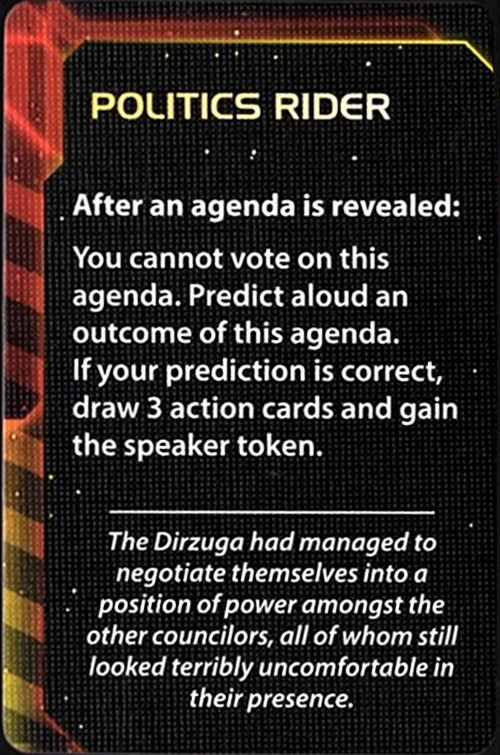 POLITICS RIDER
After an agenda is revealed:
You cannot vote on this
agenda. Predict aloud an
outcome of this agenda.
If your prediction is correct,
draw 3 action cards and gain
the speaker token.
The Dirzuga had managed to
negotiate themselves into a
position of power amongst the
other councilors, all of whom still
looked terribly uncomfortable in
their presence.